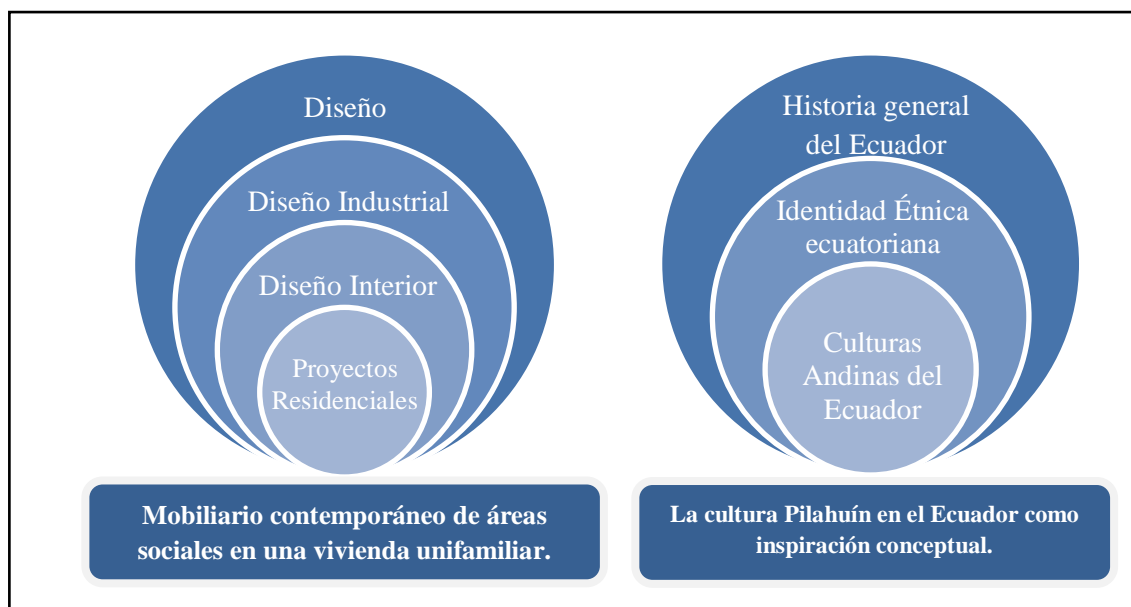 Diseño
Diseño Industrial
Diseño Interior
Proyectos
Residenciales
Mobiliario contemporáneo de áreas
sociales en una vivienda unifamiliar.
Historia general
del Ecuador
Identidad Étnica
ecuatoriana
Culturas
Andinas del
Ecuador
La cultura Pilahuín en el Ecuador como
inspiración conceptual.